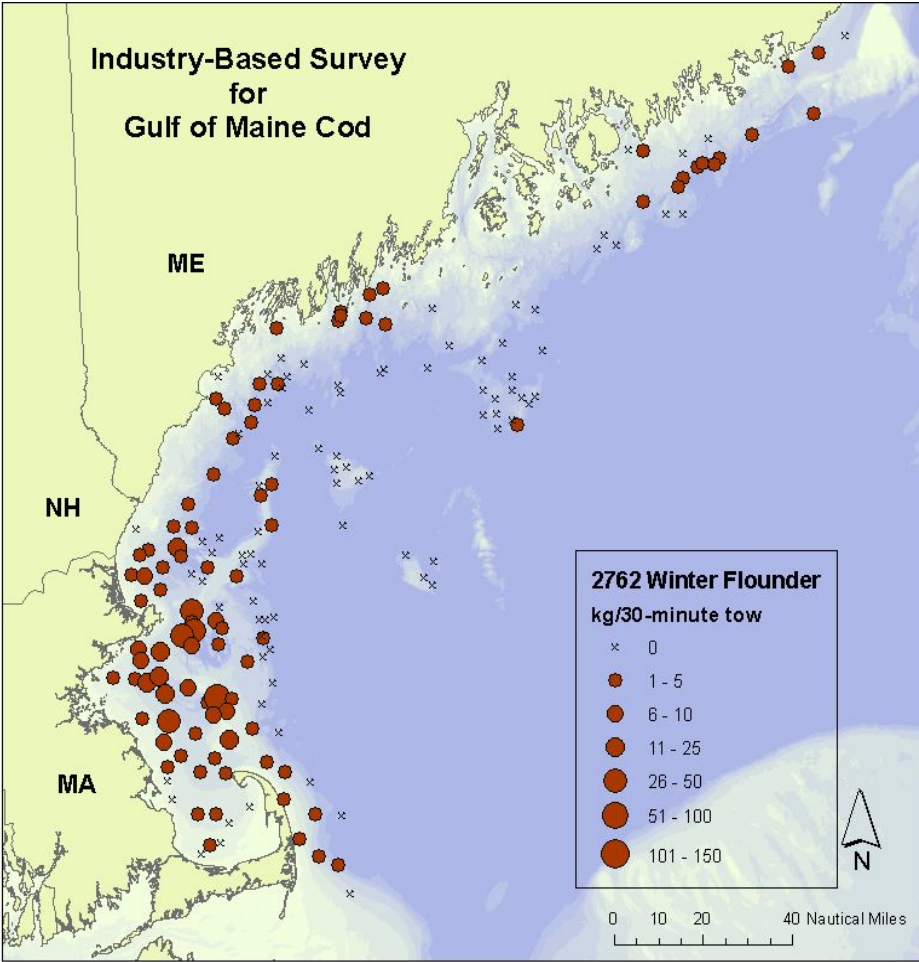 Industry-Based Survey
for
Gulf of Maine Cod
ME
NH
MA
2762 Winter Flounder
kg/30-minute tow
0
1 - 5
6 - 10
11 - 25
26 - 50
51 - 100
101 - 150
N
0 10 20 40 Nautical Miles